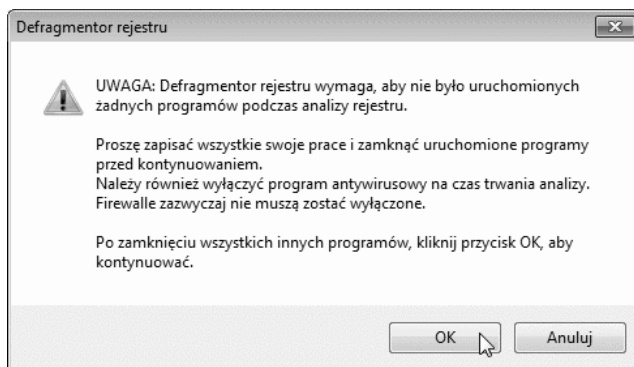 Defragmentor rejestru
UWAGA: Defragmentor rejestru wymaga, aby nie było uruchomionych
żadnych programów podczas analizy rejestru.
Proszę zapisać wszystkie swoje prace i zamknąć uruchomione programy
przed kontynuowaniem.
Należy również wyłączyć program antywirusowy na czas trwania analizy.
Firewalle zazwyczaj nie muszą zostać wyłączone.
Po zamknięciu wszystkich innych programów, kliknij przycisk OK, aby
kontynuować.
OK
Anuluj